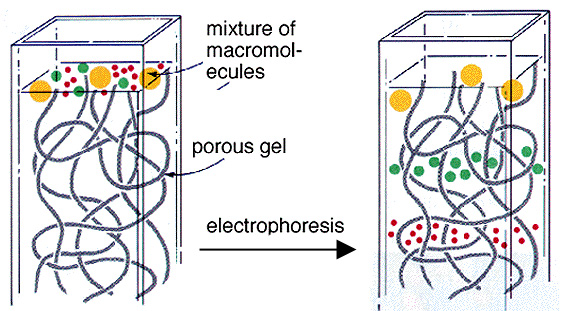 mixture of
macromol-
ecules
porous gel
electrophoresis